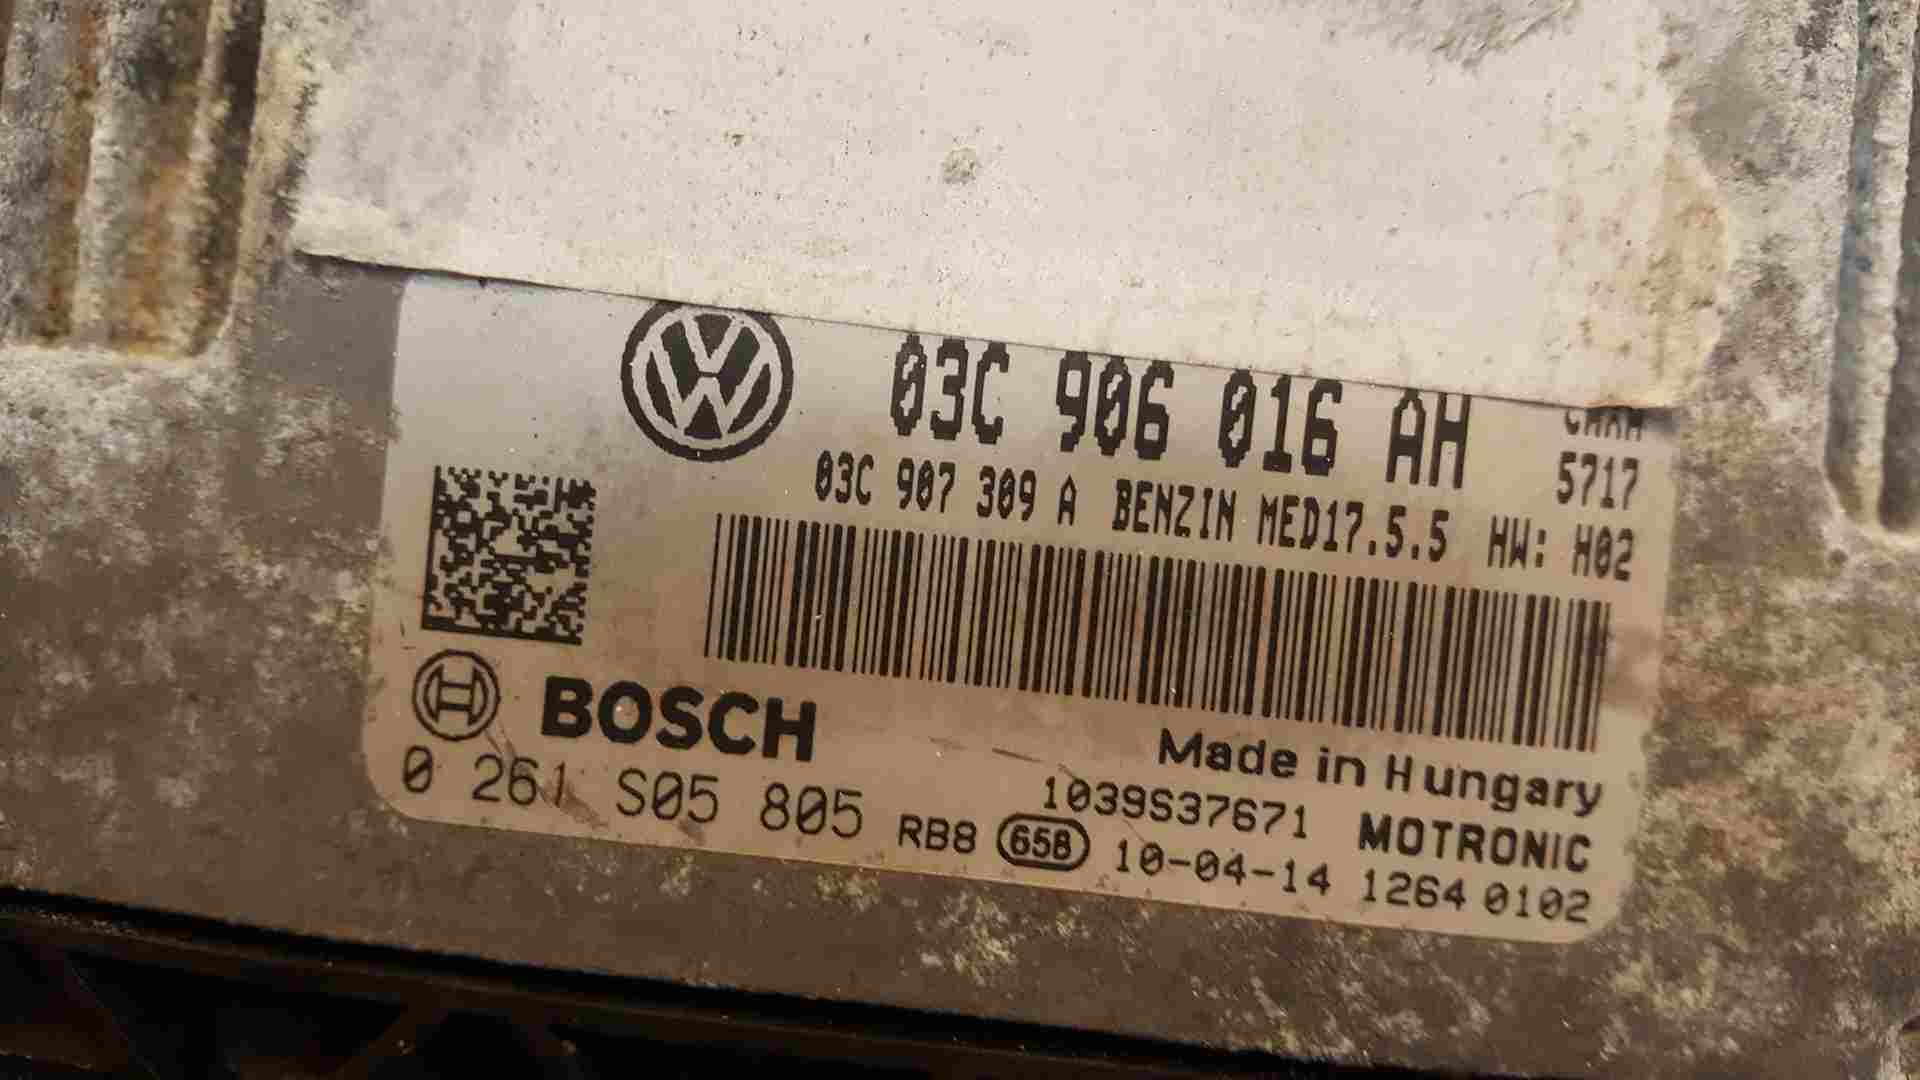 03C 906 016 AH
5717
03C 907 309 A BENZIN MED17.5.5 HW: H02
BOSCH
Made in Hungary
0 261 S05 805
1039S37671 MOTRONIC
RB8 65B 10-04-14 1264 0102